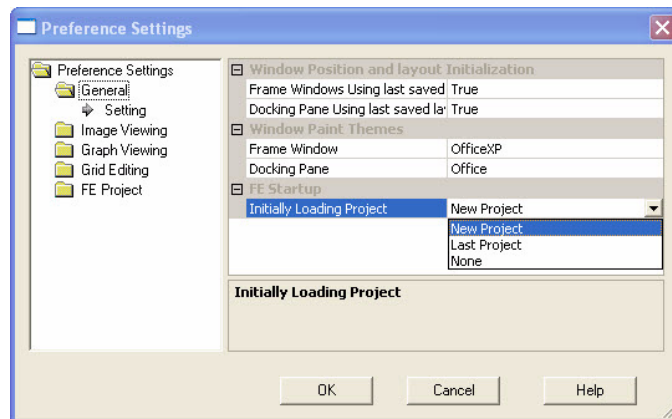 Preference Settings
Preference Settings
General
Setting
Image Viewing
Graph Viewing
Grid Editing
FE Project
Window Position and layout Initialization
Frame Windows Using last saved True
Docking Pane Using last saved la True
Window Paint Themes
Frame Window OfficeXP
Docking Pane Office
FE Startup
Initially Loading Project New Project
New Project
Last Project
None
Initially Loading Project
OK Cancel Help